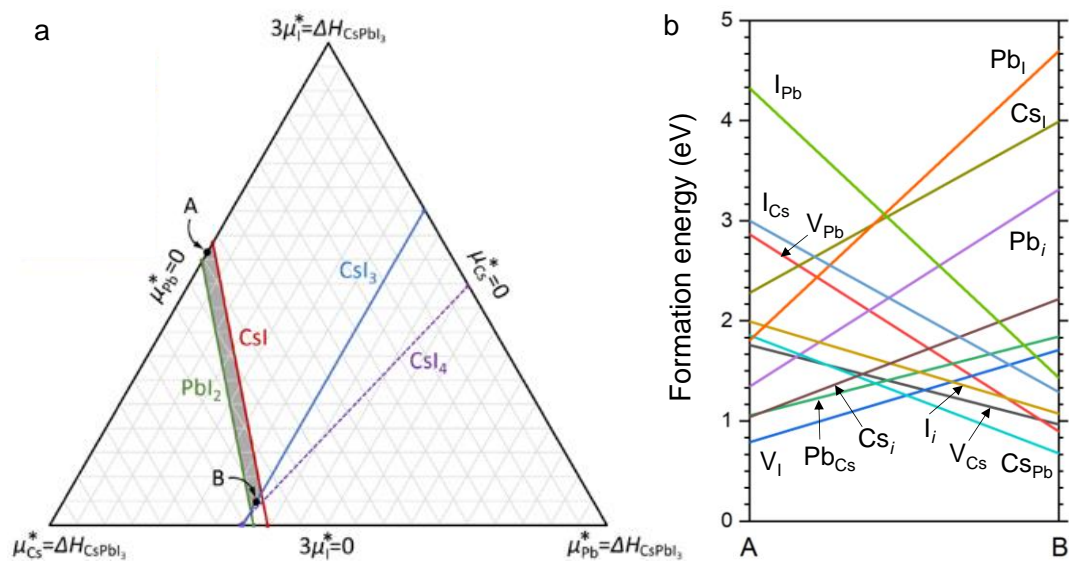 a
3μ*I=ΔHCsPbI3
A
μ*Pb=0
CsI3
μ*Cs=0
CsI
CsI4
PbI2
B
μ*Cs=ΔHCsPbI3
3μ*I=0
μ*Pb=ΔHCsPbI3
b
Formation energy (eV)
5
4
3
2
1
0
IPb
PbI
CsI
ICs
VPb
Pbi
VI
PbCs
Csi
Ii
VCs
CsPb
A
B